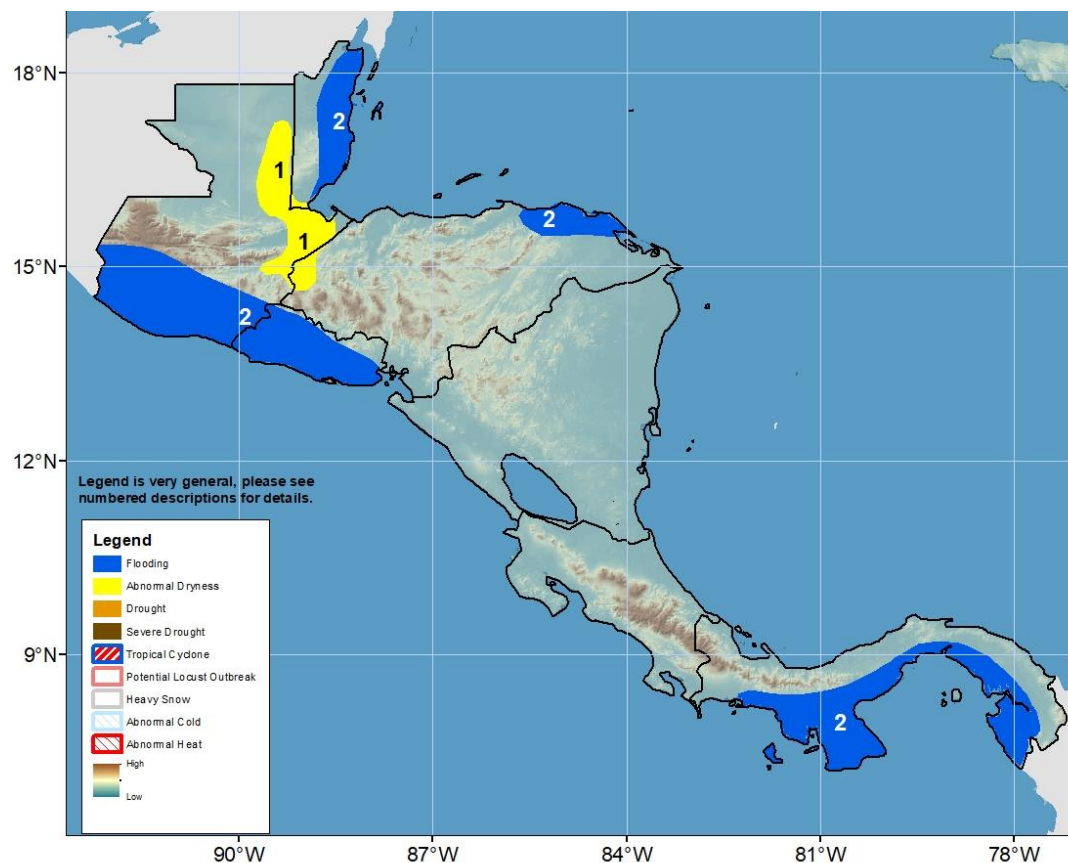 18°N
2
1
2
1
15°N
2
12°N
Legend is very general, please see
numbered descriptions for details.
Legend
Flooding
Abnormal Dryness
Drought
Severe Drought
Tropical Cyclone
Potential Locust Outbreak
Heavy Snow
Abnormal Cold
Abnormal Heat
High
Low
9°N
2
90°W 87°W 84°W 81°W 78°W